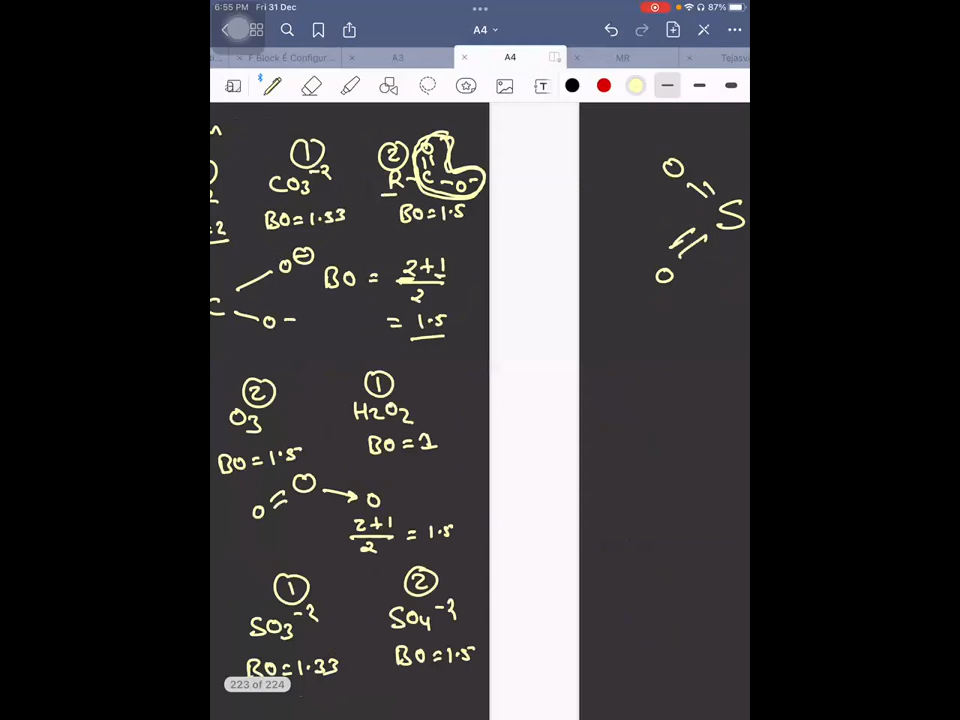 6:55 PM Fri 31 Dec
87%
A4
F Block E Configur...
A3
A4
MR
Tejasv
T
① ②
CO3⁻² R-C=O-O⁻
BO=1.33 BO=1.5
C O⊖ O- BO = 2+1/2
= 1.5
② ①
O3 H2O2
BO=1.5 BO=1
O=O→O
2+1/2 = 1.5
① ②
SO3⁻² SO4⁻²
BO=1.33 BO=1.5
223 of 224
O
S
O